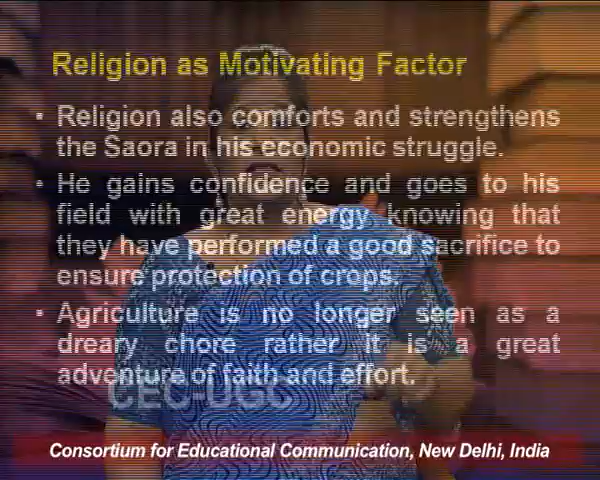 Religion as Motivating Factor
• Religion also comforts and strengthens
the Saora in his economic struggle.
• He gains confidence and goes to his
field with great energy knowing that
they have performed a good sacrifice to
ensure protection of crops.
• Agriculture is no longer seen as a
dreary chore rather it is a great
adventure of faith and effort.
CEC-UGC
Consortium for Educational Communication, New Delhi, India